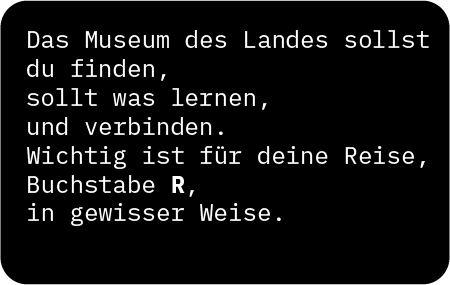 Das Museum des Landes sollst
du finden,
sollt was lernen,
und verbinden.
Wichtig ist für deine Reise,
Buchstabe R,
in gewisser Weise.